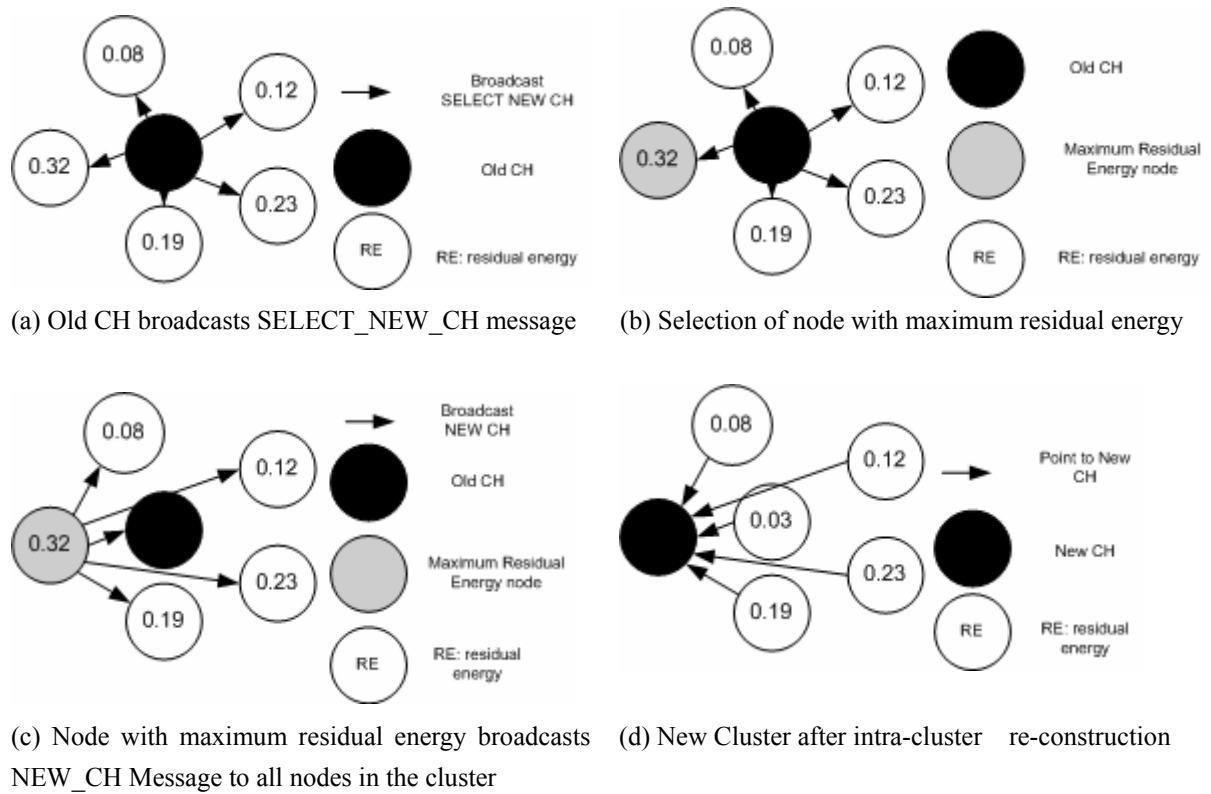 0.08
0.12
0.32
0.23
0.19
Broadcast
SELECT NEW CH
Old CH
RE
RE: residual energy
(a) Old CH broadcasts SELECT_NEW_CH message
0.08
0.12
0.32
0.23
0.19
Old CH
Maximum Residual
Energy node
RE
RE: residual energy
(b) Selection of node with maximum residual energy
0.08
0.12
0.32
0.23
0.19
Broadcast
NEW CH
Old CH
Maximum Residual
Energy node
RE
RE: residual
energy
(c) Node with maximum residual energy broadcasts
NEW_CH Message to all nodes in the cluster
0.08
0.12
0.03
0.23
0.19
Point to New
CH
New CH
RE
RE: residual
energy
(d) New Cluster after intra-cluster re-construction